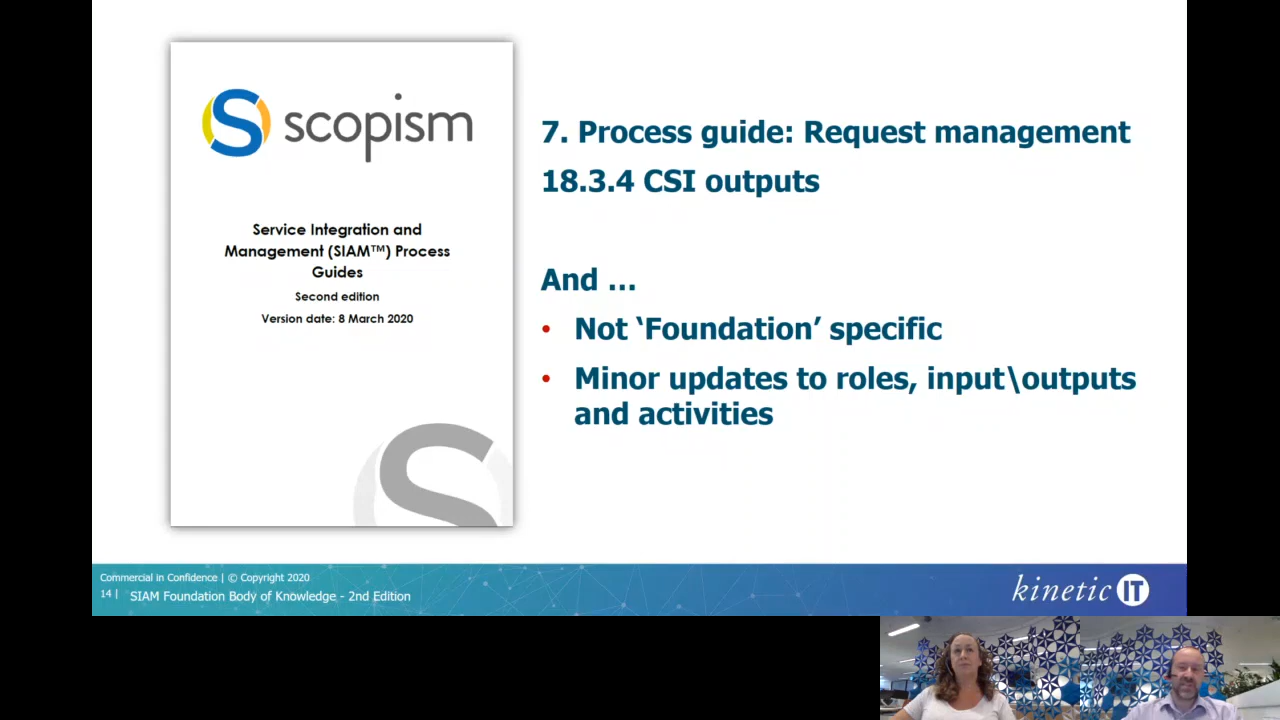 scopism
Service Integration and
Management (SIAM™) Process
Guides
Second edition
Version date: 8 March 2020
7. Process guide: Request management
18.3.4 CSI outputs
And ...
• Not ‘Foundation’ specific
• Minor updates to roles, input\outputs
and activities
Commercial in Confidence | © Copyright 2020
14 | SIAM Foundation Body of Knowledge - 2nd Edition
kinetic IT